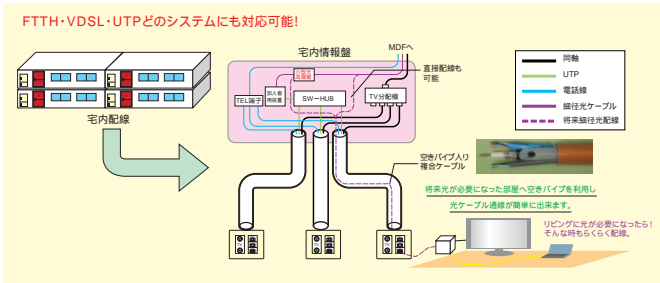 FTTH・VDSL・UTPどのシステムにも対応可能!
宅内情報盤
MDFへ
直接配線も
可能
加入者
用装置
TEL端子
SW-HUB
TV分配機
同軸
UTP
電話線
細径光ケーブル
将来細径光配線
宅内配線
空きパイプ入り
複合ケーブル
将来光が必要になった部屋へ空きパイプを利用し
光ケーブル通線が簡単に出来ます。
リビングに光が必要になったら!
そんな時もらくらく配線。